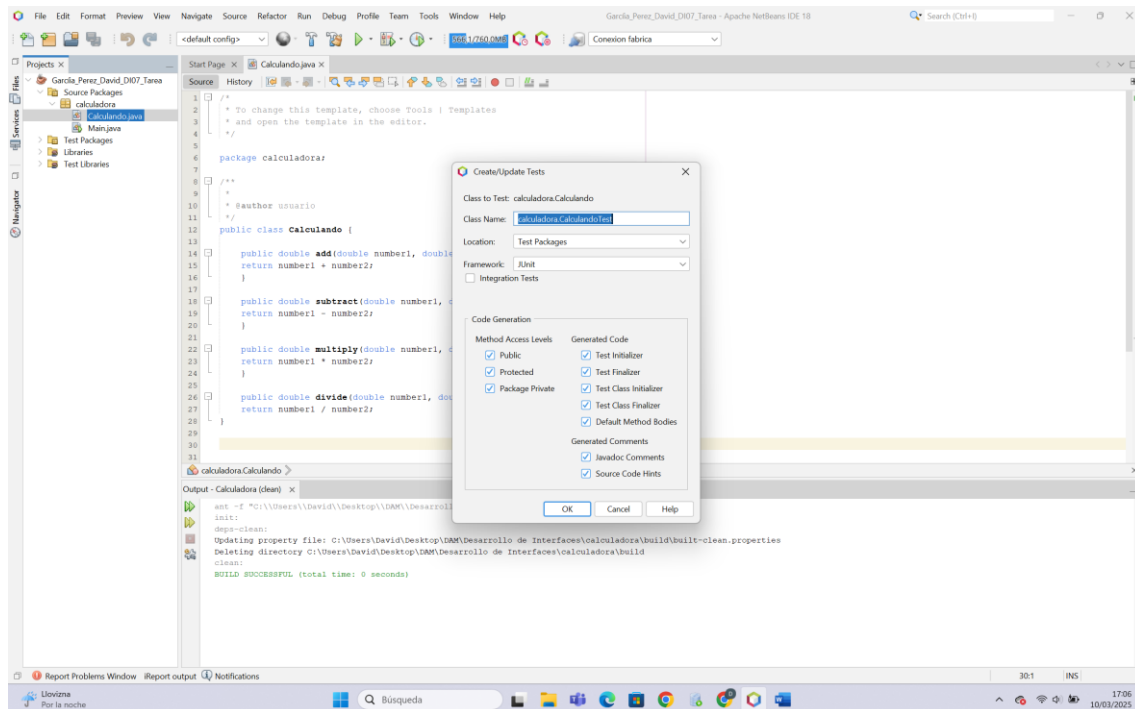 File Edit Format Preview View Navigate Source Refactor Run Debug Profile Team Tools Window Help
Garcíla_Perez_David_DI07_Tarea - Apache NetBeans IDE 18
Search (Ctrl+I)
<default config>
Conexion fabrica
Projects
Start Page
Calculando.java
Source History
Files
Services
Navigator
Garcíla_Perez_David_DI07_Tarea
Source Packages
calculadora
Calculando.java
Main.java
Test Packages
Libraries
Test Libraries
1 /*
2 * To change this template, choose Tools | Templates
3 * and open the template in the editor.
4 */
5
6 package calculadora;
7
8 /**
9 *
10 * @author usuario
11 */
12 public class Calculando {
13
14 public double add(double number1, double
15 return number1 + number2;
16 }
17
18 public double subtract(double number1,
19 return number1 - number2;
20 }
21
22 public double multiply(double number1,
23 return number1 * number2;
24 }
25
26 public double divide(double number1, dou
27 return number1 / number2;
28 }
29
30
31
calculadora.Calculando
Create/Update Tests
Class to Test: calculadora.Calculando
Class Name: calculadora.CalculandoTest
Location: Test Packages
Framework: JUnit
Integration Tests
Code Generation
Method Access Levels
Public
Protected
Package Private
Generated Code
Test Initializer
Test Finalizer
Test Class Initializer
Test Class Finalizer
Default Method Bodies
Generated Comments
Javadoc Comments
Source Code Hints
OK Cancel Help
Output - Calculadora (clean)
ant -f "C:\\Users\\David\\Desktop\\DAM\\Desarroll
init:
deps-clean:
Updating property file: C:\Users\David\Desktop\DAM\Desarrollo de Interfaces\calculadora\build\built-clean.properties
Deleting directory C:\Users\David\Desktop\DAM\Desarrollo de Interfaces\calculadora\build
clean:
BUILD SUCCESSFUL (total time: 0 seconds)
Report Problems Window iReport output Notifications
30:1 INS
Llovizna
Por la noche
Búsqueda
17:06
10/03/2025